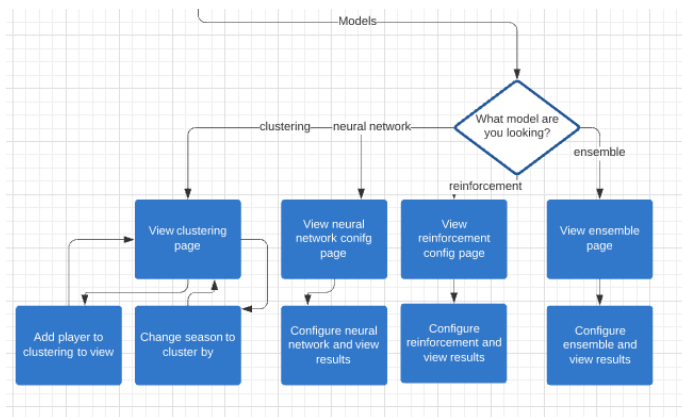 Models
What model are
you looking?
clustering
neural network
ensemble
reinforcement
View clustering
page
View neural
network conifg
page
View
reinforcement
config page
View ensemble
page
Add player to
clustering to view
Change season to
cluster by
Configure neural
network and view
results
Configure
reinforcement and
view results
Configure
ensemble and
view results